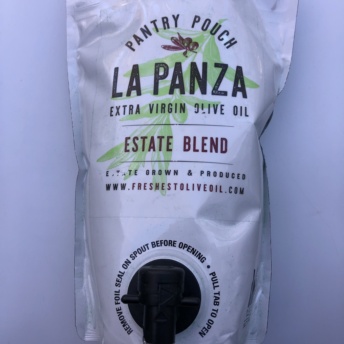 PANTRY POUCH
LA PANZA
EXTRA VIRGIN OLIVE OIL
ESTATE BLEND
GROWN & PRODUCED
WWW.FRESHESTOLIVEOIL.COM
REMOVE FOIL SEAL ON SPOUT BEFORE OPENING • PULL TAB TO OPEN